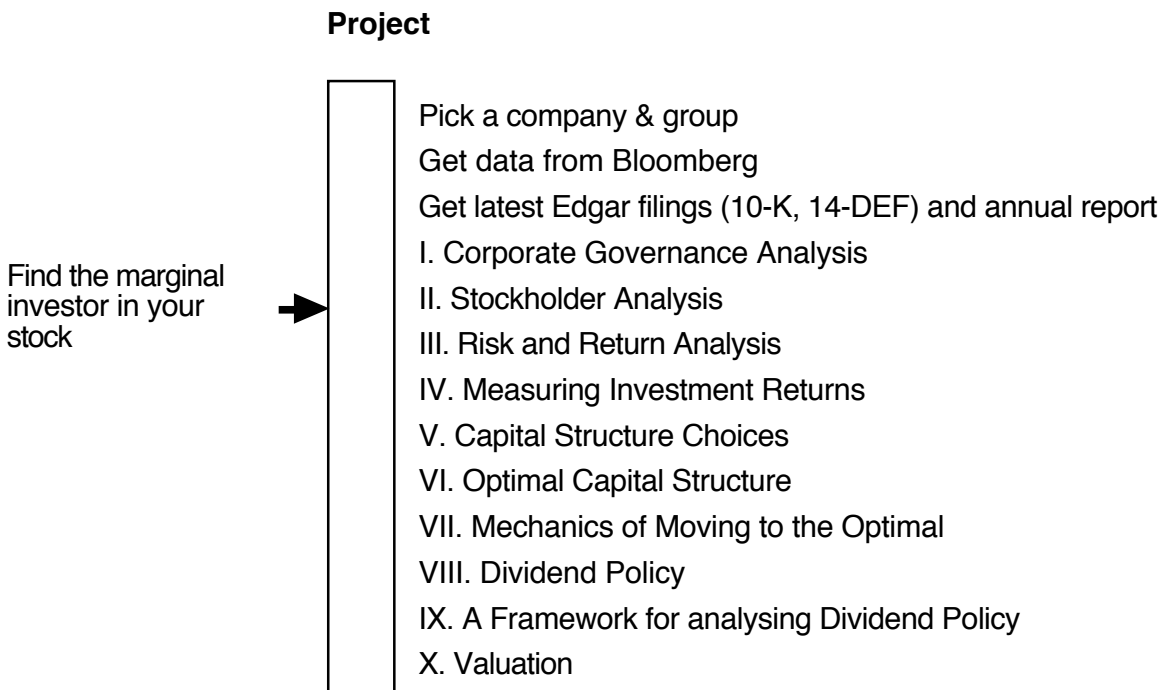 Project
Pick a company & group
Get data from Bloomberg
Get latest Edgar filings (10-K, 14-DEF) and annual report
I. Corporate Governance Analysis
Find the marginal
investor in your
stock
II. Stockholder Analysis
III. Risk and Return Analysis
IV. Measuring Investment Returns
V. Capital Structure Choices
VI. Optimal Capital Structure
VII. Mechanics of Moving to the Optimal
VIII. Dividend Policy
IX. A Framework for analysing Dividend Policy
X. Valuation